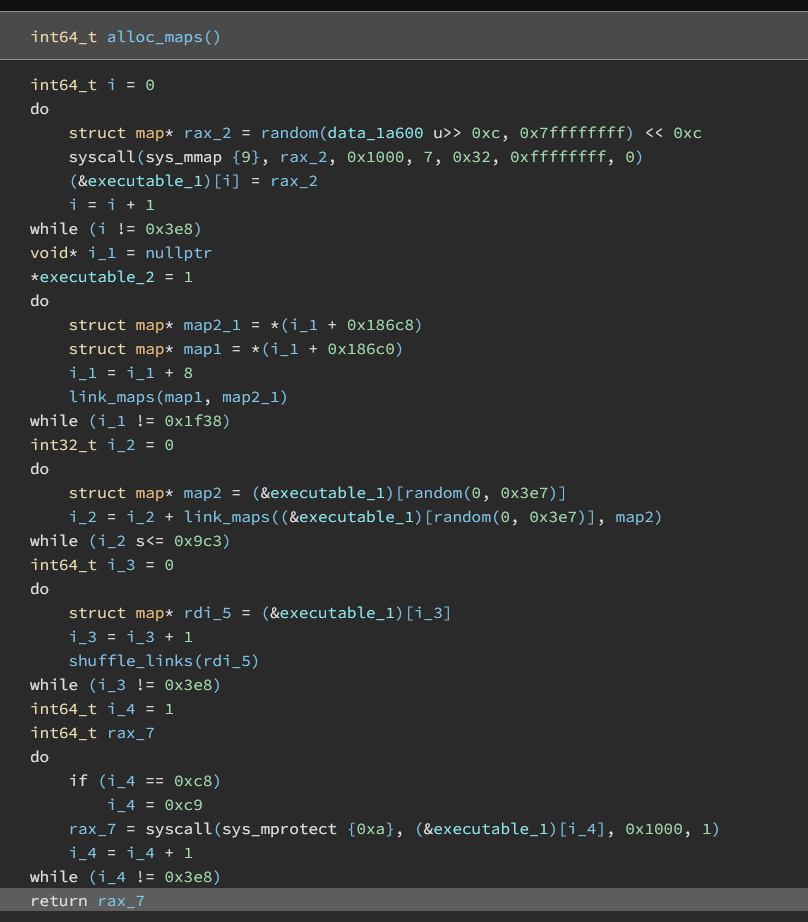 int64_t alloc_maps()
int64_t i = 0
do
    struct map* rax_2 = random(data_1a600 u>> 0xc, 0x7ffffffff) << 0xc
    syscall(sys_mmap {9}, rax_2, 0x1000, 7, 0x32, 0xffffffff, 0)
    (&executable_1)[i] = rax_2
    i = i + 1
while (i != 0x3e8)
void* i_1 = nullptr
*executable_2 = 1
do
    struct map* map2_1 = *(i_1 + 0x186c8)
    struct map* map1 = *(i_1 + 0x186c0)
    i_1 = i_1 + 8
    link_maps(map1, map2_1)
while (i_1 != 0x1f38)
int32_t i_2 = 0
do
    struct map* map2 = (&executable_1)[random(0, 0x3e7)]
    i_2 = i_2 + link_maps((&executable_1)[random(0, 0x3e7)], map2)
while (i_2 s<= 0x9c3)
int64_t i_3 = 0
do
    struct map* rdi_5 = (&executable_1)[i_3]
    i_3 = i_3 + 1
    shuffle_links(rdi_5)
while (i_3 != 0x3e8)
int64_t i_4 = 1
int64_t rax_7
do
    if (i_4 == 0xc8)
        i_4 = 0xc9
    rax_7 = syscall(sys_mprotect {0xa}, (&executable_1)[i_4], 0x1000, 1)
    i_4 = i_4 + 1
while (i_4 != 0x3e8)
return rax_7